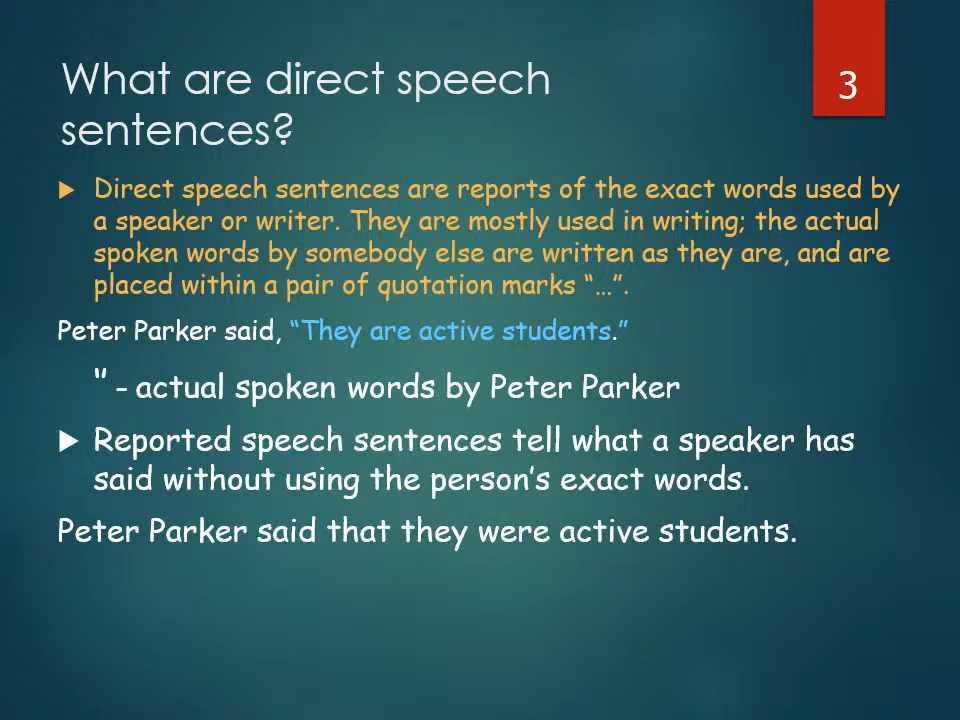 What are direct speech
sentences?
3
Direct speech sentences are reports of the exact words used by
a speaker or writer. They are mostly used in writing; the actual
spoken words by somebody else are written as they are, and are
placed within a pair of quotation marks “…”.
Peter Parker said, “They are active students.”
" - actual spoken words by Peter Parker
Reported speech sentences tell what a speaker has
said without using the person’s exact words.
Peter Parker said that they were active students.